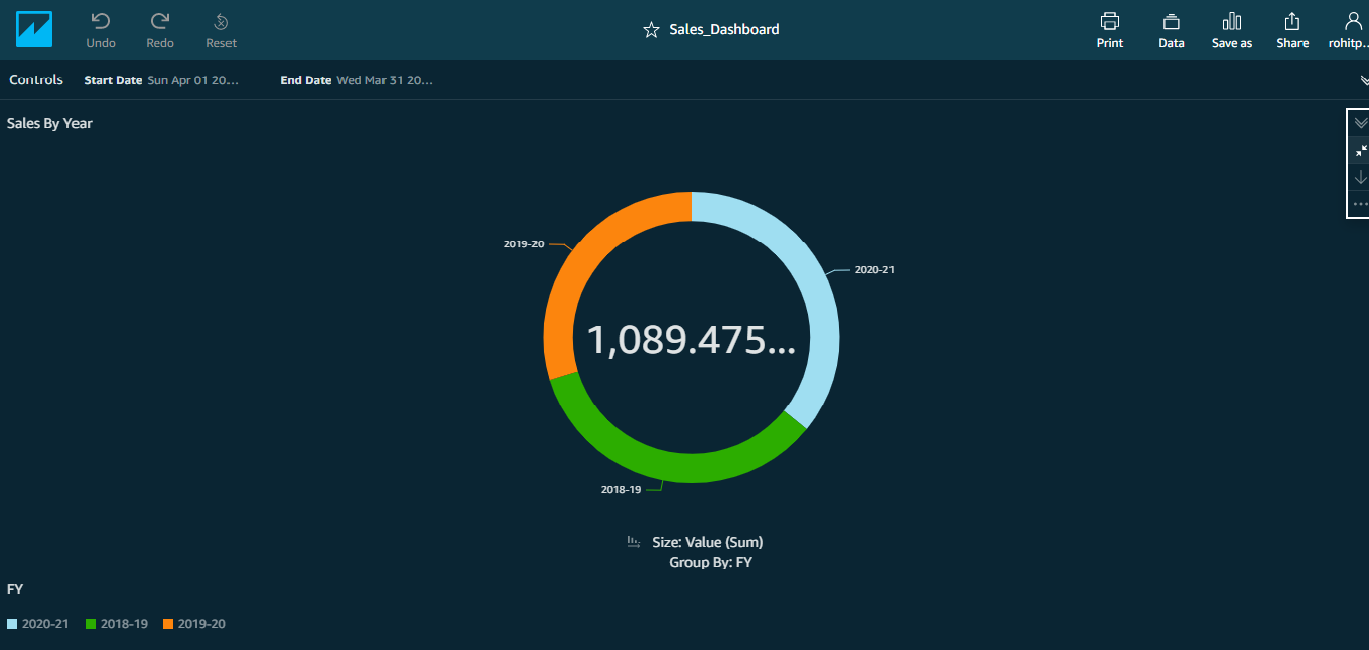 Undo Redo Reset
Sales_Dashboard
Print Data Save as Share rohitp...
Controls Start Date Sun Apr 01 20... End Date Wed Mar 31 20...
Sales By Year
2019-20
2020-21
1,089.475...
2018-19
Size: Value (Sum)
Group By: FY
FY
2020-21 2018-19 2019-20